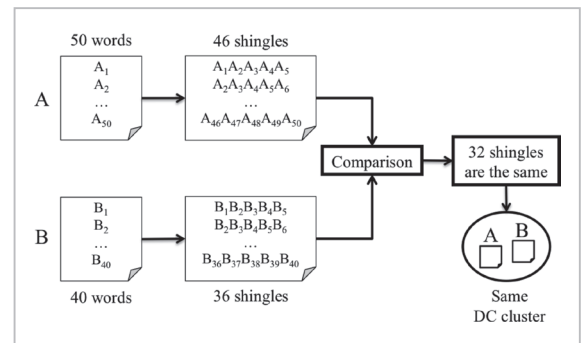 50 words
46 shingles
A
A₁
A₂
...
A₅₀
A₁A₂A₃A₄A₅
A₂A₃A₄A₅A₆
...
A₄₆A₄₇A₄₈A₄₉A₅₀
Comparison
32 shingles
are the same
B
B₁
B₂
...
B₄₀
B₁B₂B₃B₄B₅
B₂B₃B₄B₅B₆
...
B₃₆B₃₇B₃₈B₃₉B₄₀
40 words
36 shingles
A B
Same
DC cluster